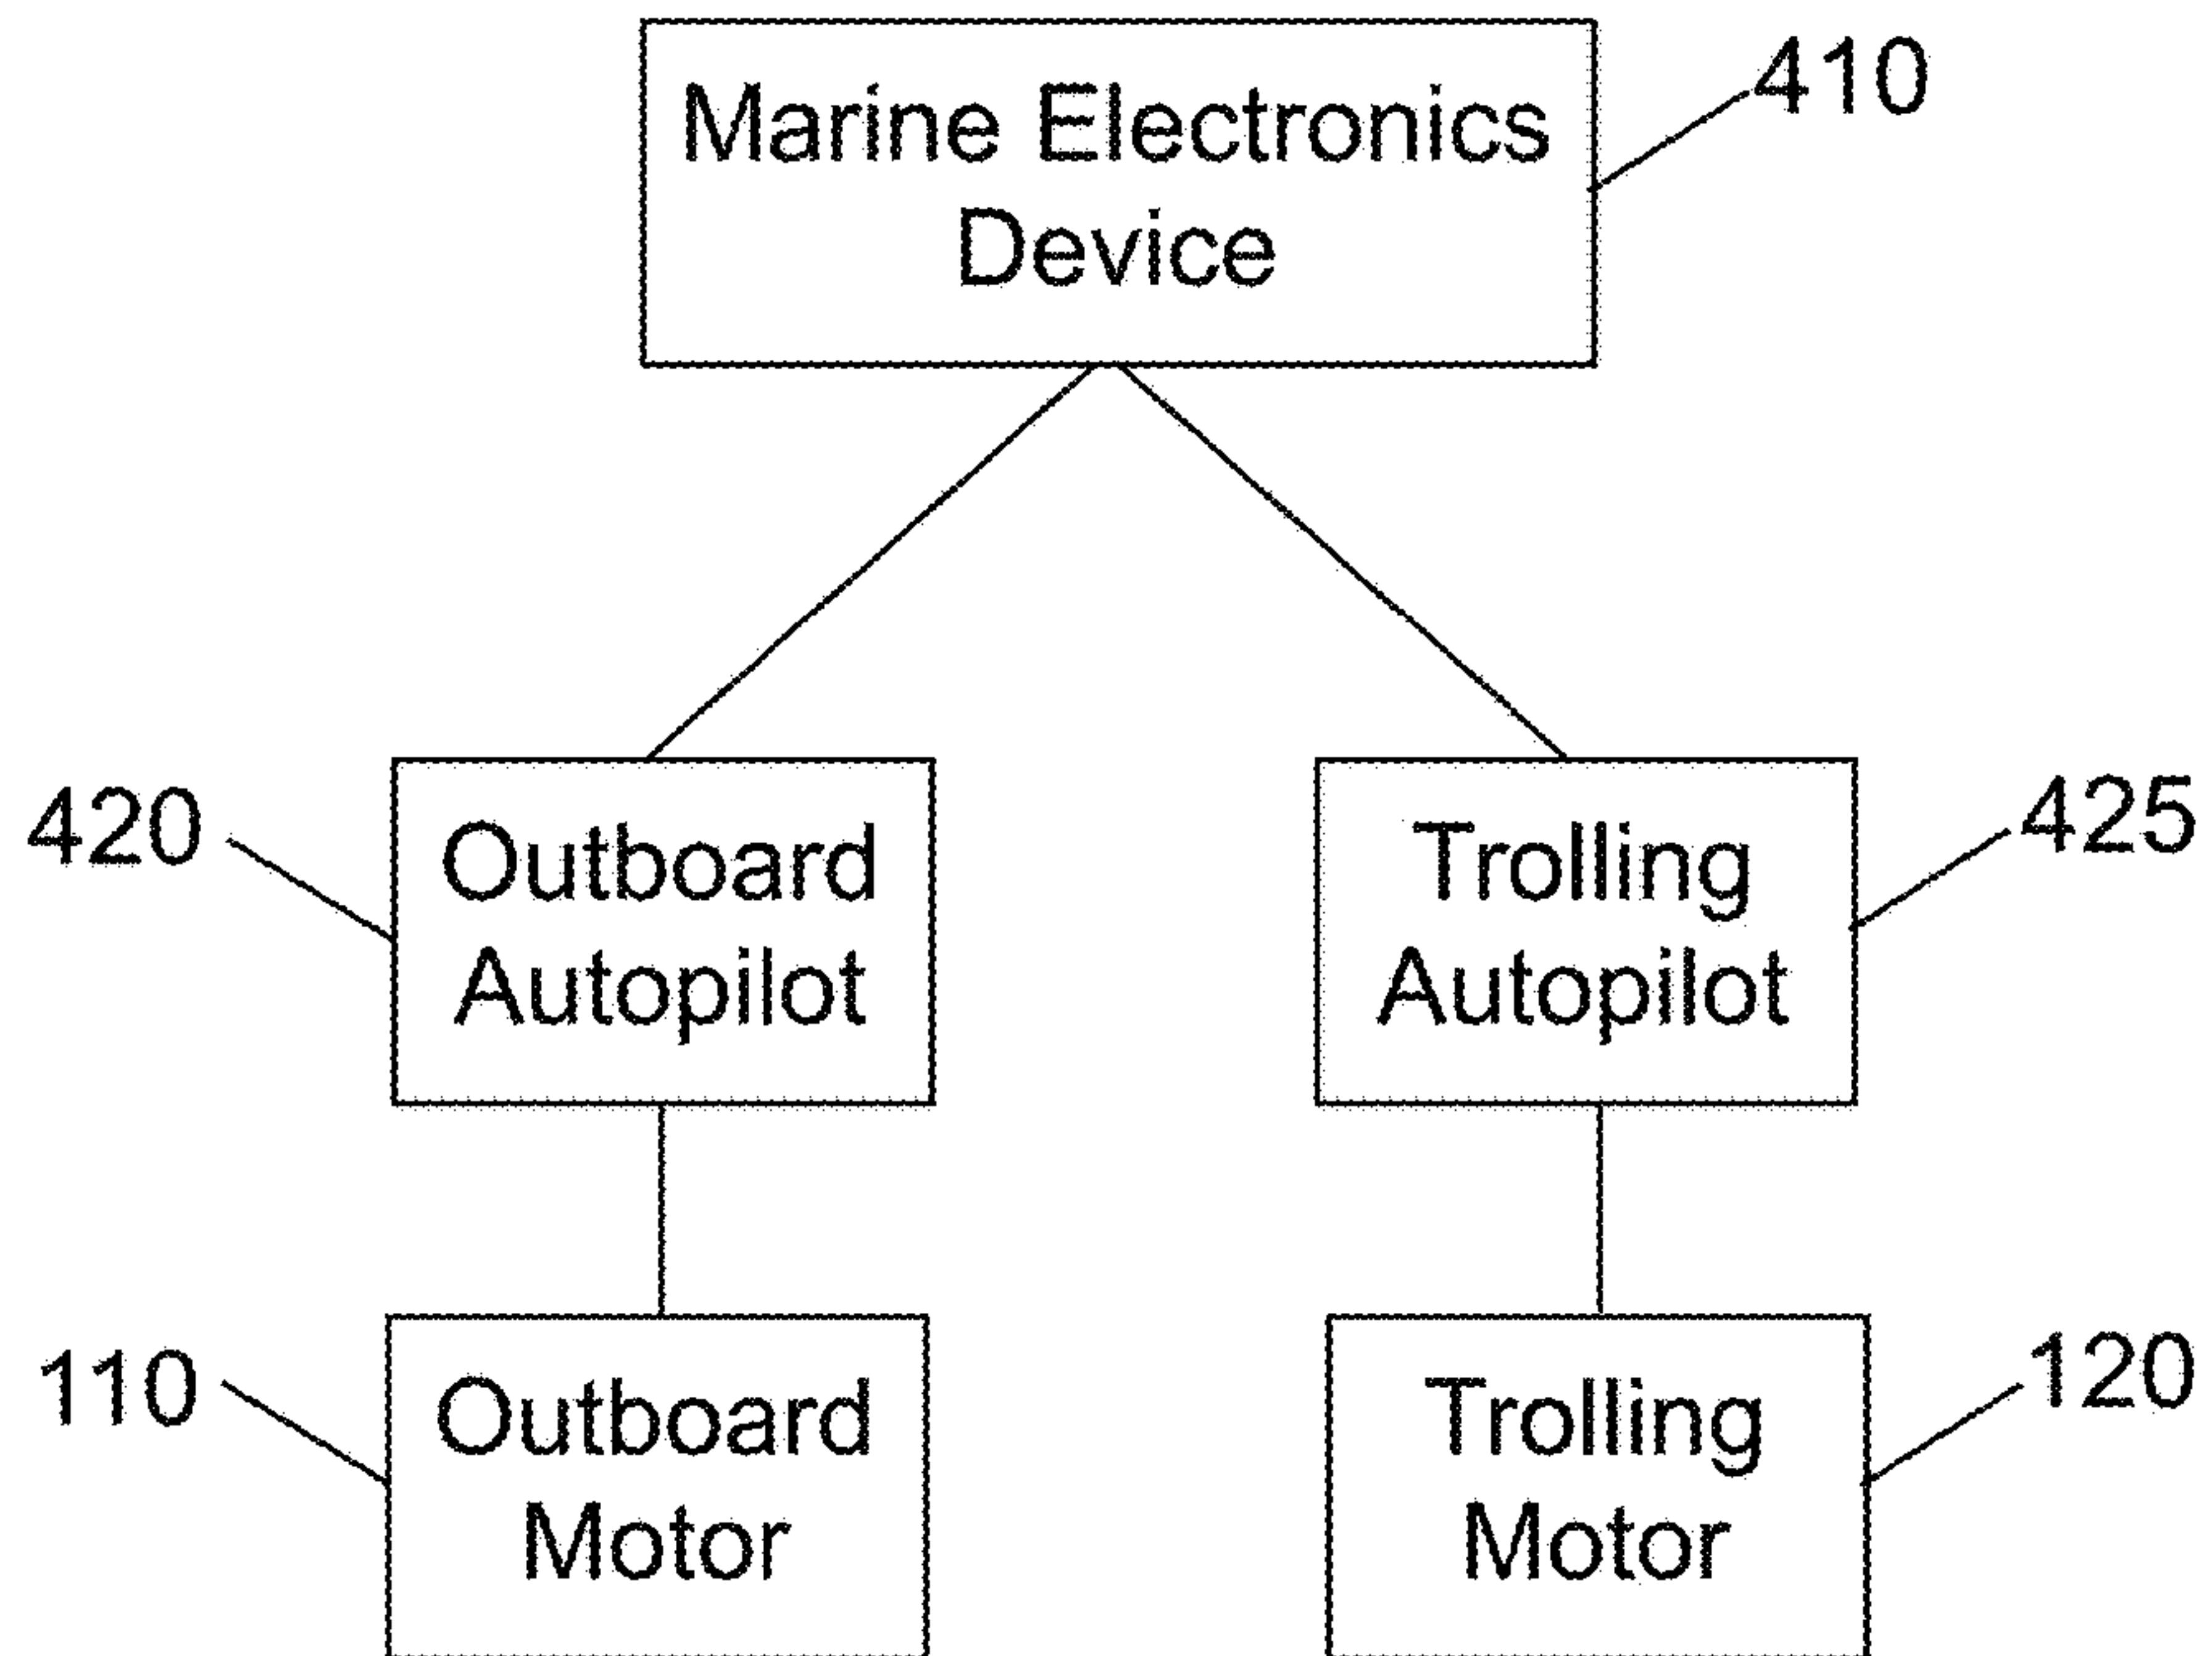 Marine Electronics
Device
410
420
Outboard
Autopilot
Trolling
Autopilot
425
110
Outboard
Motor
Trolling
Motor
120